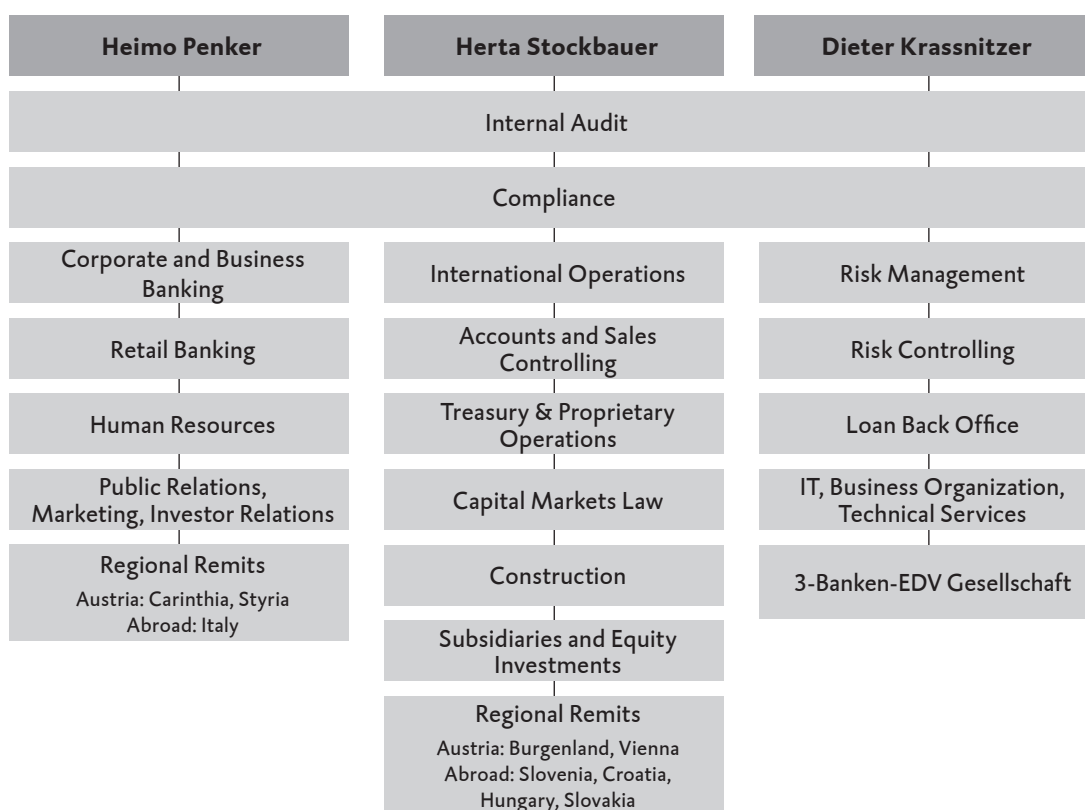 Heimo Penker
Herta Stockbauer
Dieter Krassnitzer
Internal Audit
Compliance
Corporate and Business
Banking
Retail Banking
Human Resources
Public Relations,
Marketing, Investor Relations
Regional Remits
Austria: Carinthia, Styria
Abroad: Italy
International Operations
Accounts and Sales
Controlling
Treasury & Proprietary
Operations
Capital Markets Law
Construction
Subsidiaries and Equity
Investments
Regional Remits
Austria: Burgenland, Vienna
Abroad: Slovenia, Croatia,
Hungary, Slovakia
Risk Management
Risk Controlling
Loan Back Office
IT, Business Organization,
Technical Services
3-Banken-EDV Gesellschaft